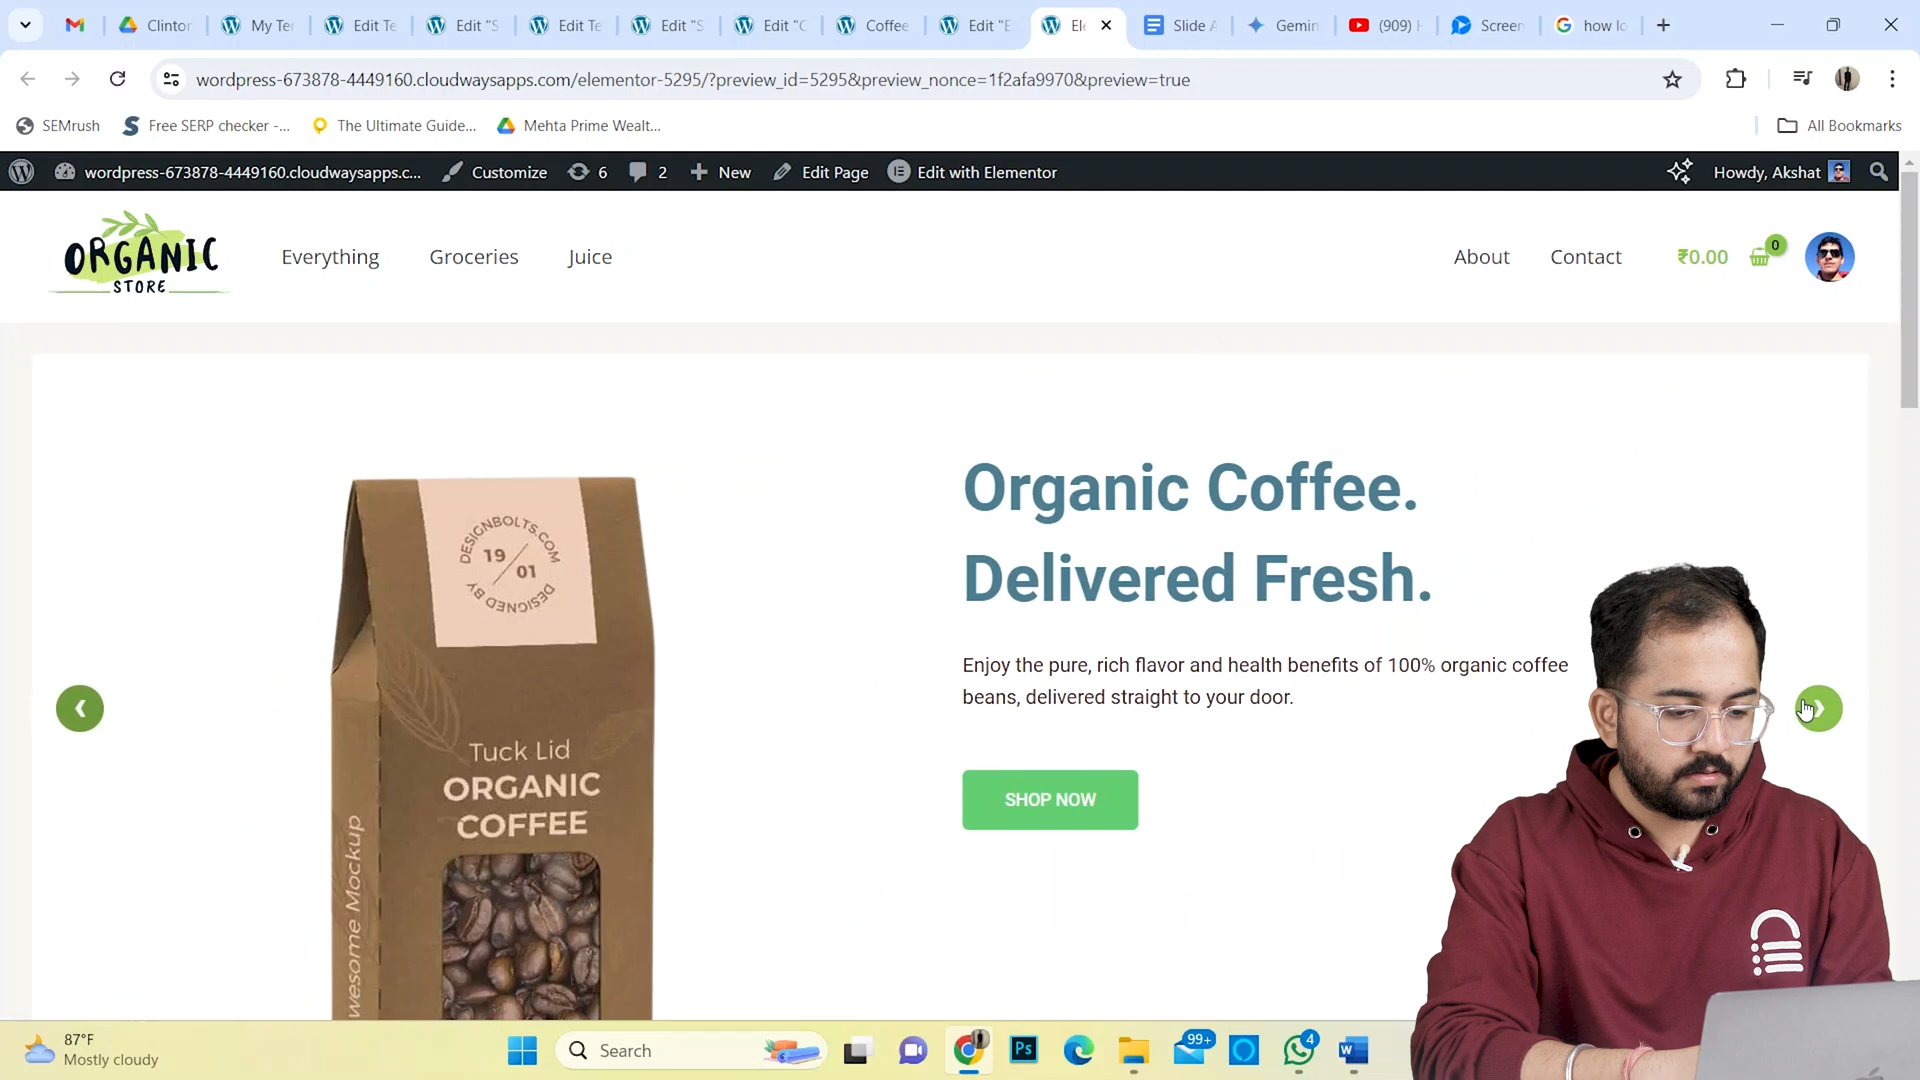 Clinton
My Ter
Edit Te
Edit "S
Edit Te
Edit "S
Edit "C
Coffee
Edit "E
Ele
Slide A
Gemin
(909) H
Screen
how lo
wordpress-673878-4449160.cloudwaysapps.com/elementor-5295/?preview_id=5295&preview_nonce=1f2afa9970&preview=true
SEMrush
Free SERP checker -...
The Ultimate Guide...
Mehta Prime Wealt...
All Bookmarks
wordpress-673878-4449160.cloudwaysapps.c...
Customize
6
2
New
Edit Page
Edit with Elementor
Howdy, Akshat
ORGANIC
STORE
Everything
Groceries
Juice
About
Contact
₹0.00
0
Organic Coffee.
Delivered Fresh.
Enjoy the pure, rich flavor and health benefits of 100% organic coffee
beans, delivered straight to your door.
SHOP NOW
DESIGNBOLTS.COM
19
01
DESIGNED BY
Tuck Lid
ORGANIC
COFFEE
wesome Mockup
87°F
Mostly cloudy
Search
Ps
99+
4
W